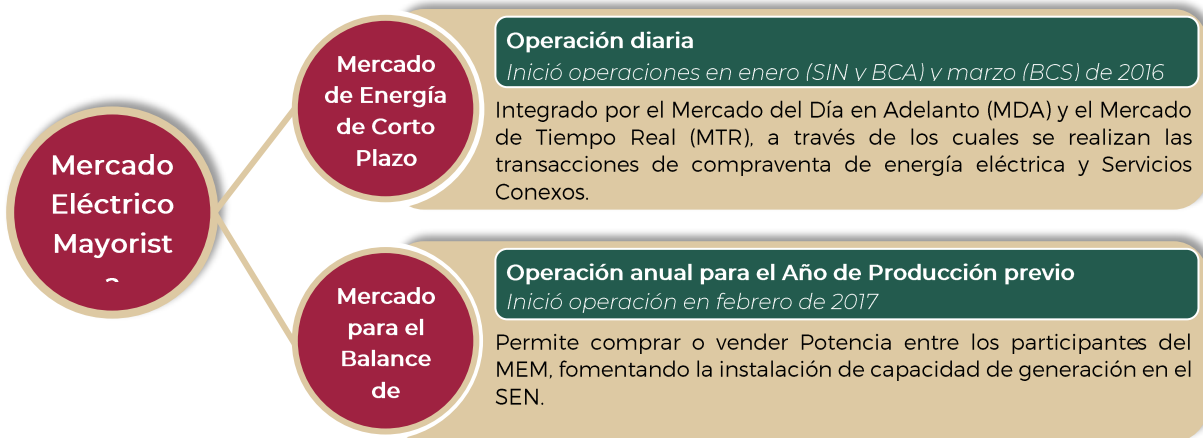 Mercado
Eléctrico
Mayorist
Mercado
de Energía
de Corto
Plazo
Operación diaria
Inició operaciones en enero (SIN y BCA) y marzo (BCS) de 2016
Integrado por el Mercado del Día en Adelanto (MDA) y el Mercado
de Tiempo Real (MTR), a través de los cuales se realizan las
transacciones de compraventa de energía eléctrica y Servicios
Conexos.
Mercado
para el
Balance
de
Operación anual para el Año de Producción previo
Inició operación en febrero de 2017
Permite comprar o vender Potencia entre los participantes del
MEM, fomentando la instalación de capacidad de generación en el
SEN.